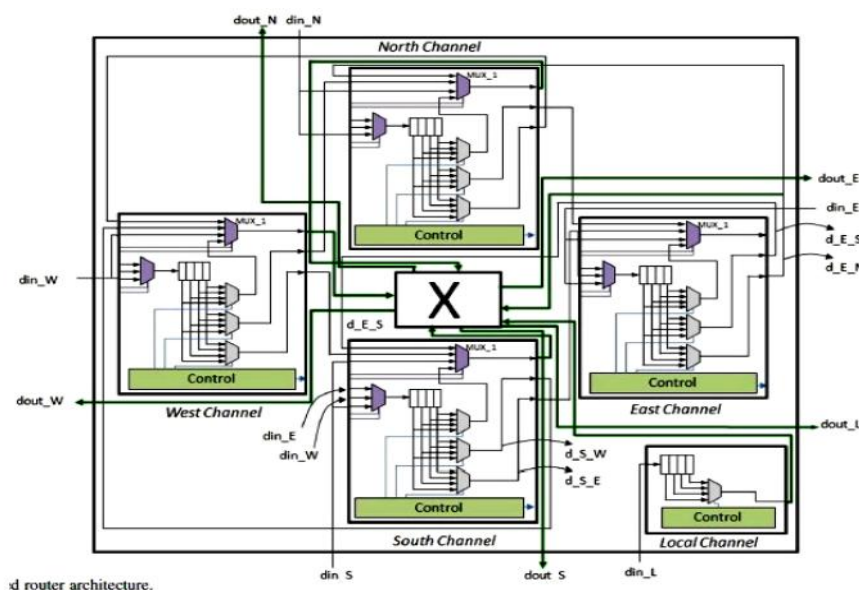 dout_N din_N
North Channel
MUX_1
dout_E
din_E
MUX_1
Control
MUX_1
d_E_S
din_W
X
d_E_N
d_E_S
MUX_1
Control
Control
dout_W
West Channel
East Channel
din_E
dout_L
din_W
d_S_W
d_S_E
Control
Control
South Channel
Local Channel
din_S
dout_S
din_L
d router architecture.